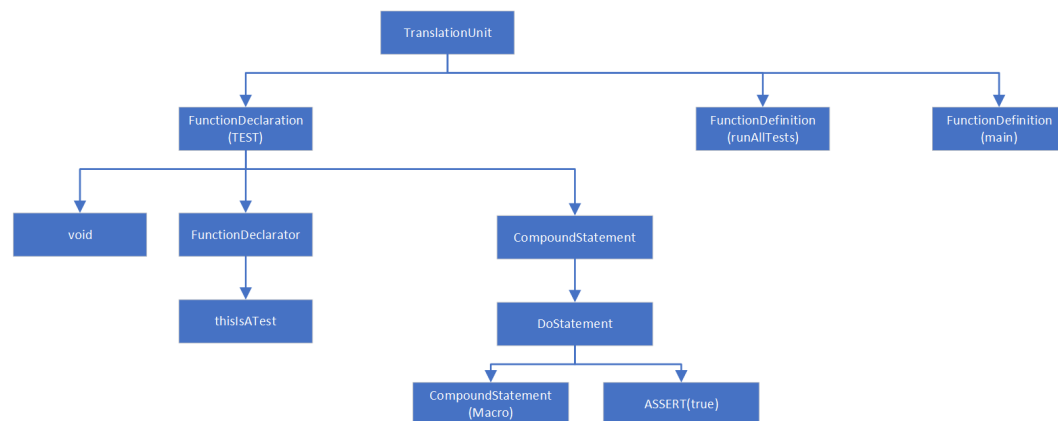 TranslationUnit
FunctionDeclaration
(TEST)
FunctionDefinition
(runAllTests)
FunctionDefinition
(main)
void
FunctionDeclarator
CompoundStatement
thisIsATest
DoStatement
CompoundStatement
(Macro)
ASSERT(true)